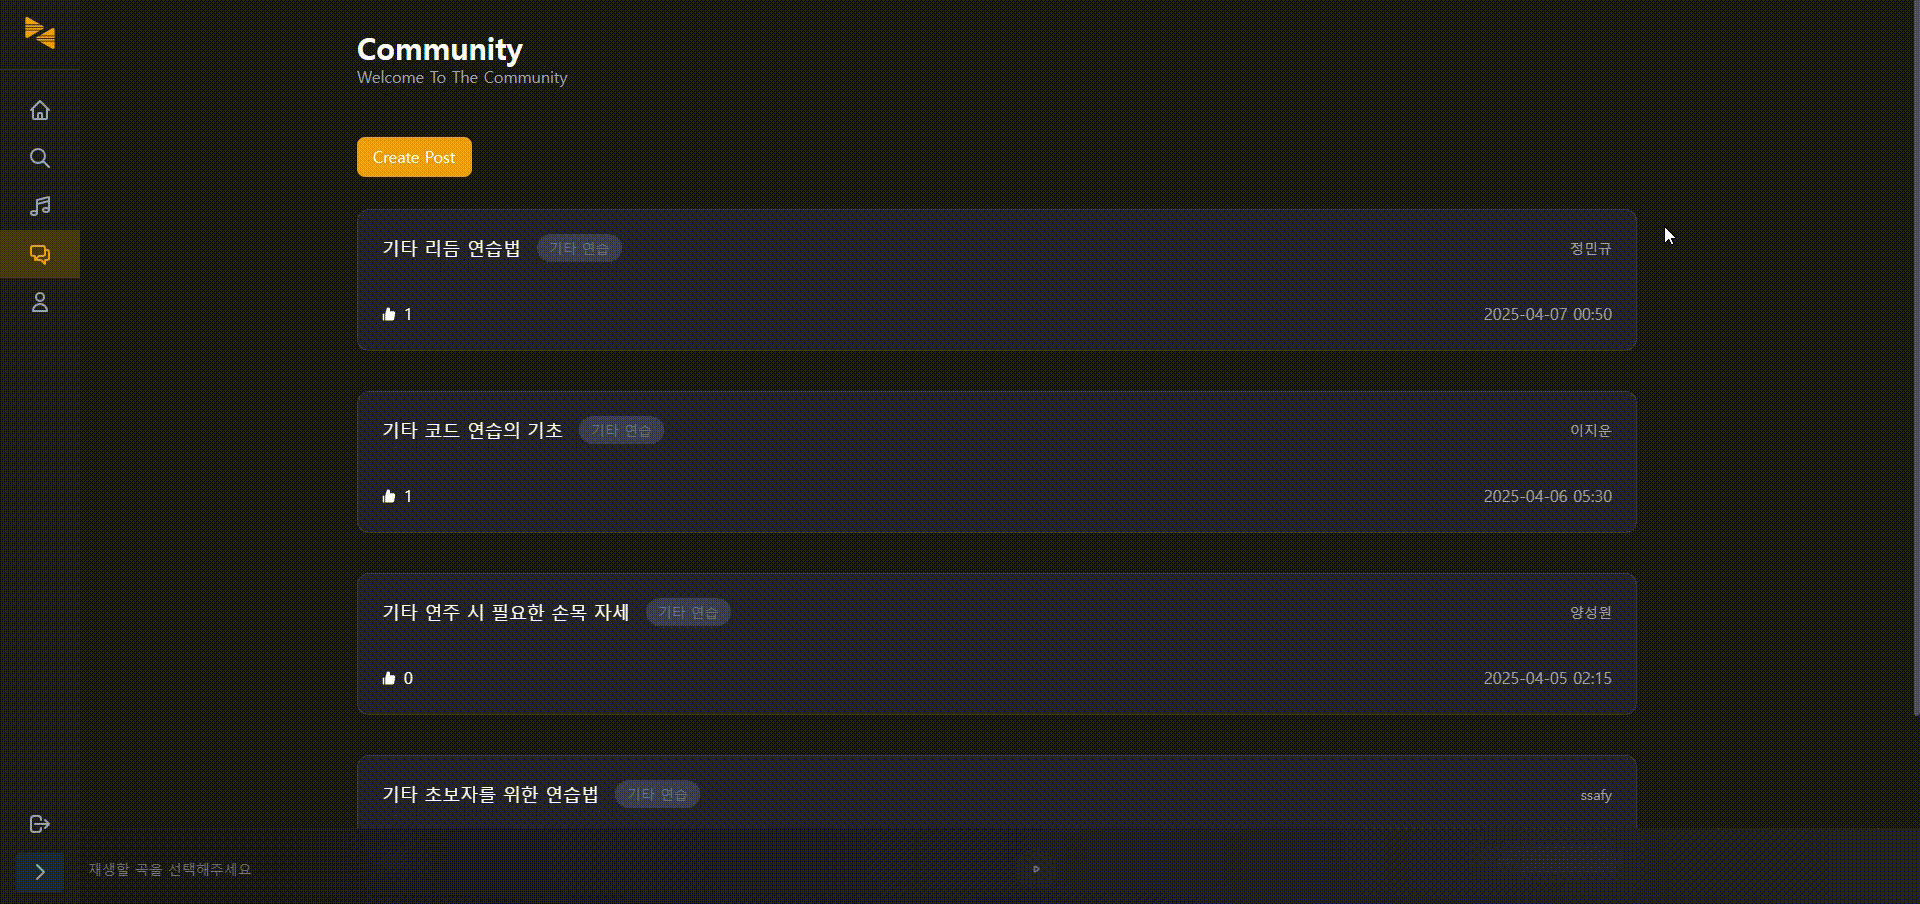 Community
Welcome To The Community
Create Post
기타 리듬 연습법 기타 연습 정민규
1 2025-04-07 00:50
기타 코드 연습의 기초 기타 연습 이지운
1 2025-04-06 05:30
기타 연주 시 필요한 손목 자세 기타 연습 양성원
0 2025-04-05 02:15
기타 초보자를 위한 연습법 기타 연습 ssafy
재생할 곡을 선택해주세요